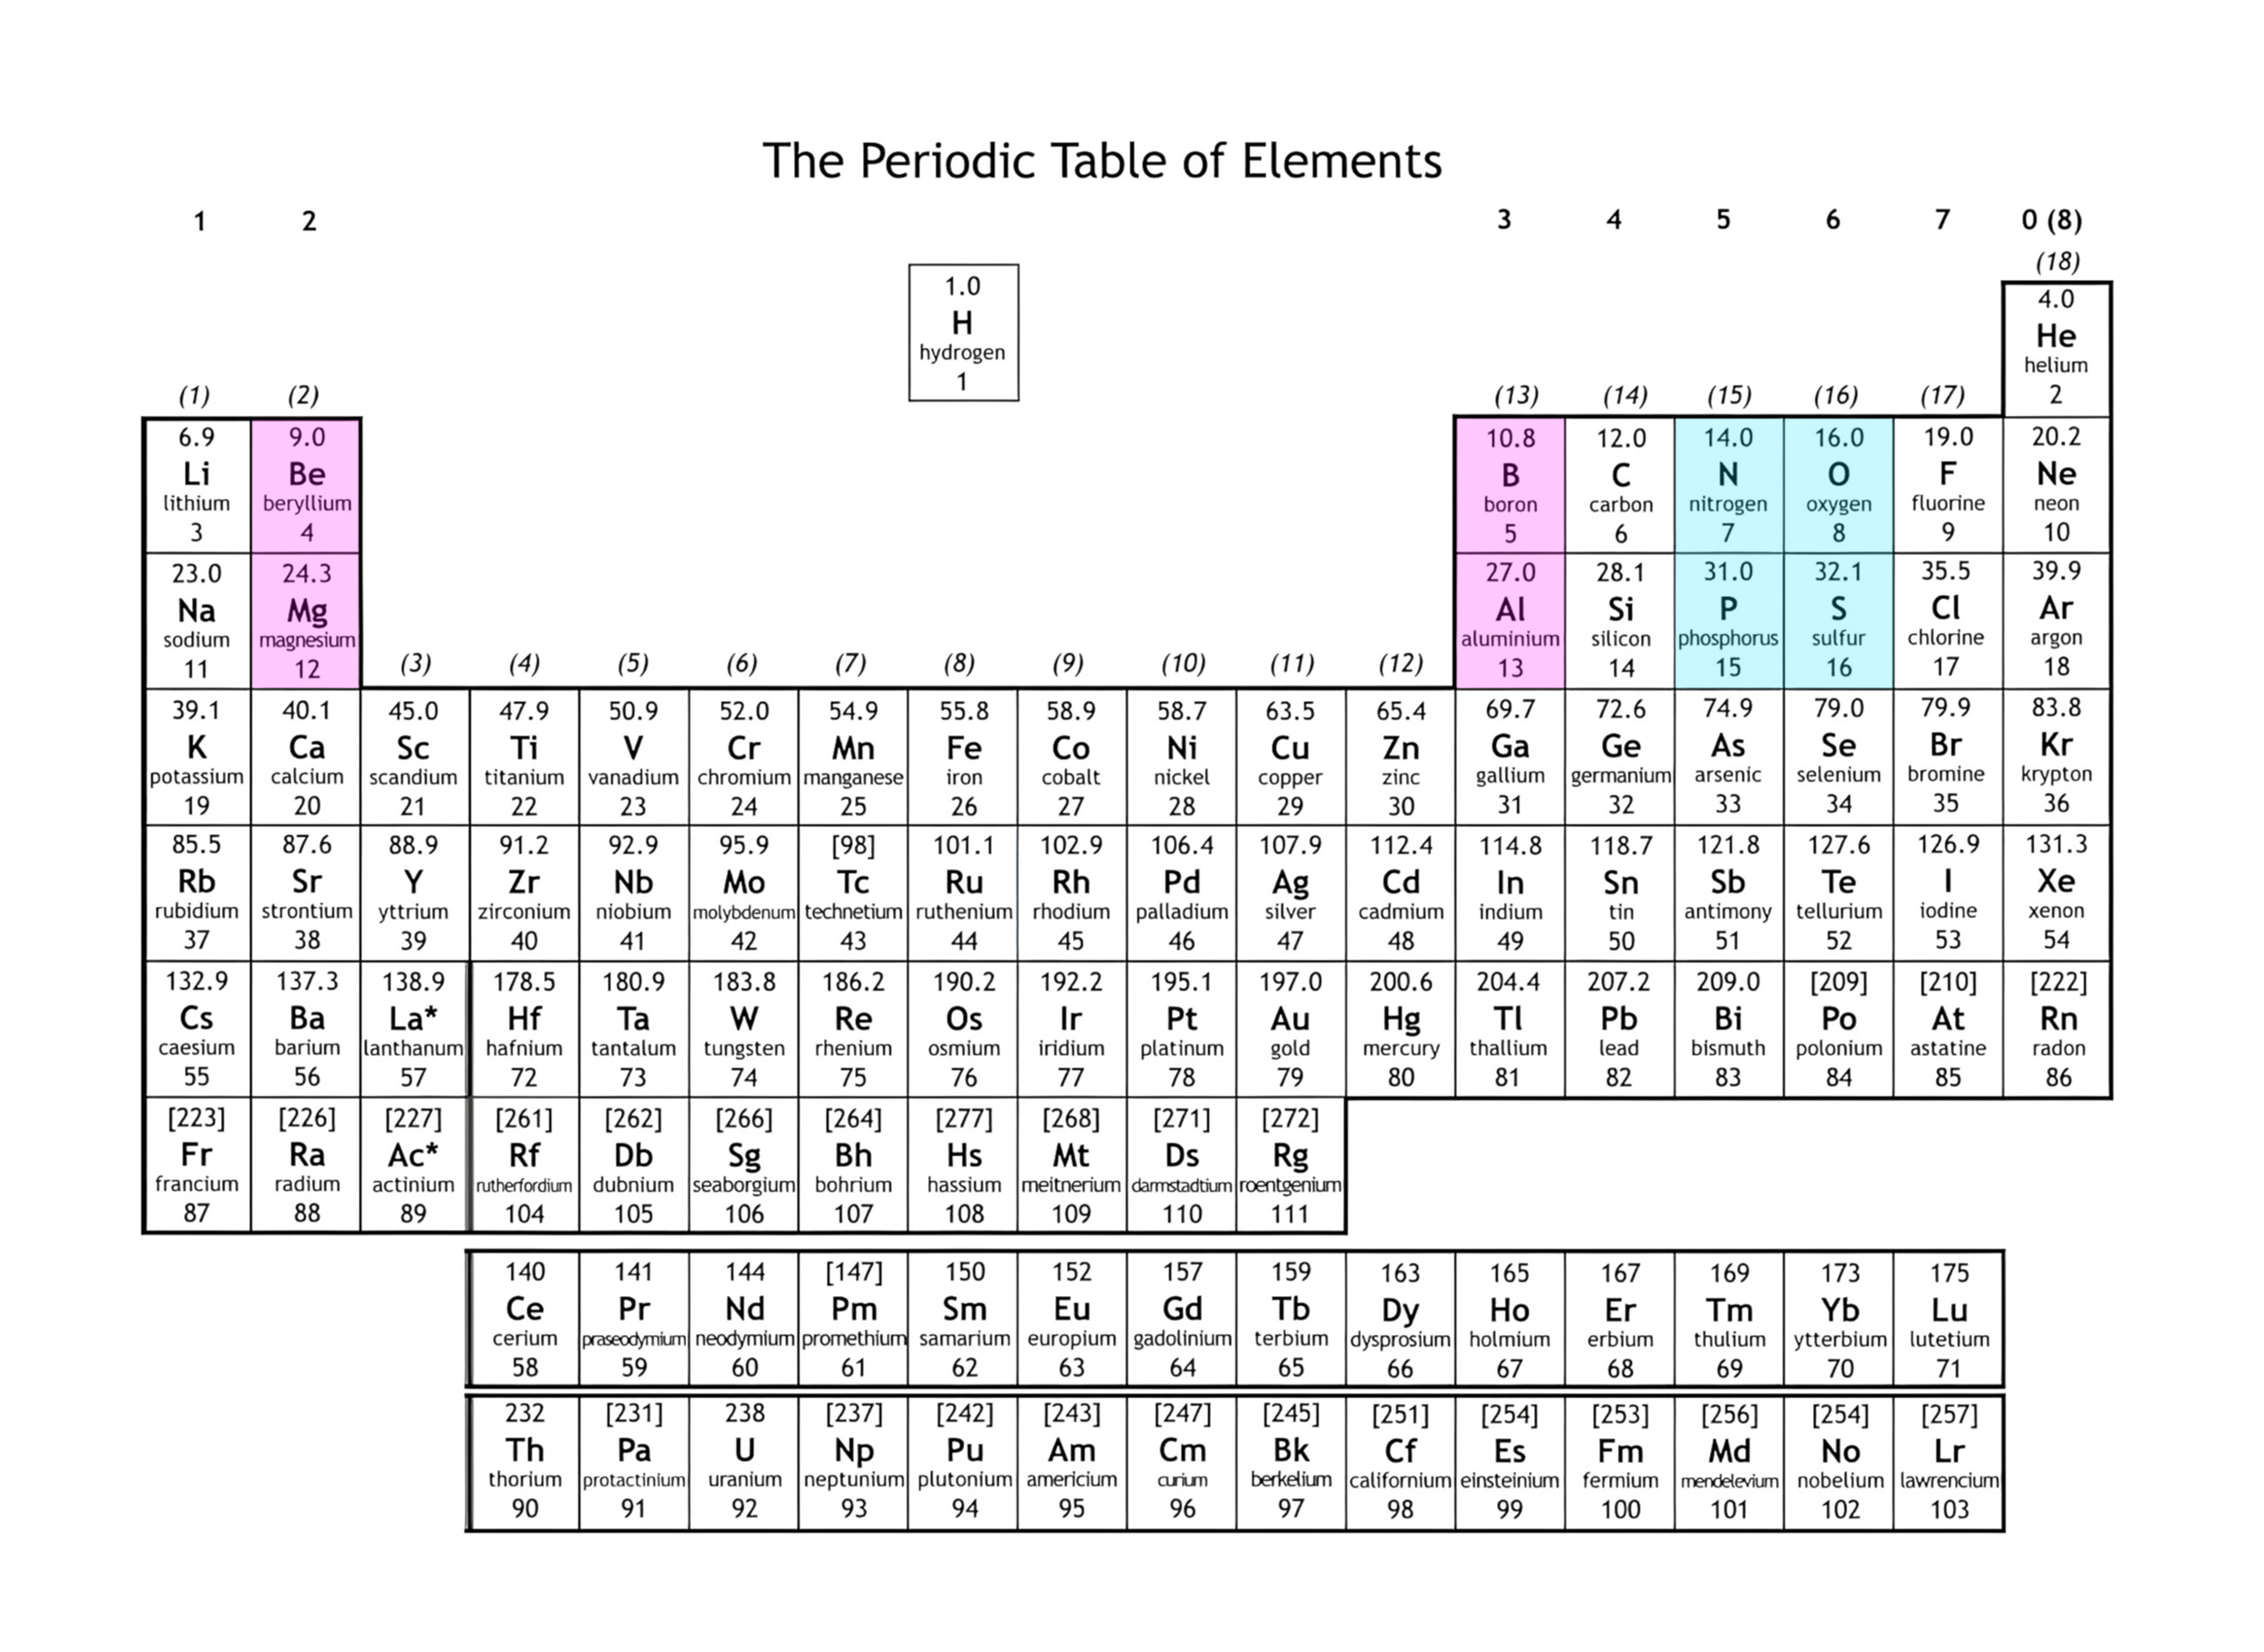 The Periodic Table of Elements
1 2 3 4 5 6 7 0 (8)
(18)
1.0 4.0
H He
hydrogen helium
1 2
(1) (2) (13) (14) (15) (16) (17)
6.9 9.0 10.8 12.0 14.0 16.0 19.0 20.2
Li Be B C N O F Ne
lithium beryllium boron carbon nitrogen oxygen fluorine neon
3 4 5 6 7 8 9 10
23.0 24.3 27.0 28.1 31.0 32.1 35.5 39.9
Na Mg Al Si P S Cl Ar
sodium magnesium aluminium silicon phosphorus sulfur chlorine argon
11 12 13 14 15 16 17 18
(3) (4) (5) (6) (7) (8) (9) (10) (11) (12)
39.1 40.1 45.0 47.9 50.9 52.0 54.9 55.8 58.9 58.7 63.5 65.4 69.7 72.6 74.9 79.0 79.9 83.8
K Ca Sc Ti V Cr Mn Fe Co Ni Cu Zn Ga Ge As Se Br Kr
potassium calcium scandium titanium vanadium chromium manganese iron cobalt nickel copper zinc gallium germanium arsenic selenium bromine krypton
19 20 21 22 23 24 25 26 27 28 29 30 31 32 33 34 35 36
85.5 87.6 88.9 91.2 92.9 95.9 [98] 101.1 102.9 106.4 107.9 112.4 114.8 118.7 121.8 127.6 126.9 131.3
Rb Sr Y Zr Nb Mo Tc Ru Rh Pd Ag Cd In Sn Sb Te I Xe
rubidium strontium yttrium zirconium niobium molybdenum technetium ruthenium rhodium palladium silver cadmium indium tin antimony tellurium iodine xenon
37 38 39 40 41 42 43 44 45 46 47 48 49 50 51 52 53 54
132.9 137.3 138.9 178.5 180.9 183.8 186.2 190.2 192.2 195.1 197.0 200.6 204.4 207.2 209.0 [209] [210] [222]
Cs Ba La* Hf Ta W Re Os Ir Pt Au Hg Tl Pb Bi Po At Rn
caesium barium lanthanum hafnium tantalum tungsten rhenium osmium iridium platinum gold mercury thallium lead bismuth polonium astatine radon
55 56 57 72 73 74 75 76 77 78 79 80 81 82 83 84 85 86
[223] [226] [227] [261] [262] [266] [264] [277] [268] [271] [272]
Fr Ra Ac* Rf Db Sg Bh Hs Mt Ds Rg
francium radium actinium rutherfordium dubnium seaborgium bohrium hassium meitnerium darmstadtium roentgenium
87 88 89 104 105 106 107 108 109 110 111
140 141 144 [147] 150 152 157 159 163 165 167 169 173 175
Ce Pr Nd Pm Sm Eu Gd Tb Dy Ho Er Tm Yb Lu
cerium praseodymium neodymium promethium samarium europium gadolinium terbium dysprosium holmium erbium thulium ytterbium lutetium
58 59 60 61 62 63 64 65 66 67 68 69 70 71
232 [231] 238 [237] [242] [243] [247] [245] [251] [254] [253] [256] [254] [257]
Th Pa U Np Pu Am Cm Bk Cf Es Fm Md No Lr
thorium protactinium uranium neptunium plutonium americium curium berkelium californium einsteinium fermium mendelevium nobelium lawrencium
90 91 92 93 94 95 96 97 98 99 100 101 102 103